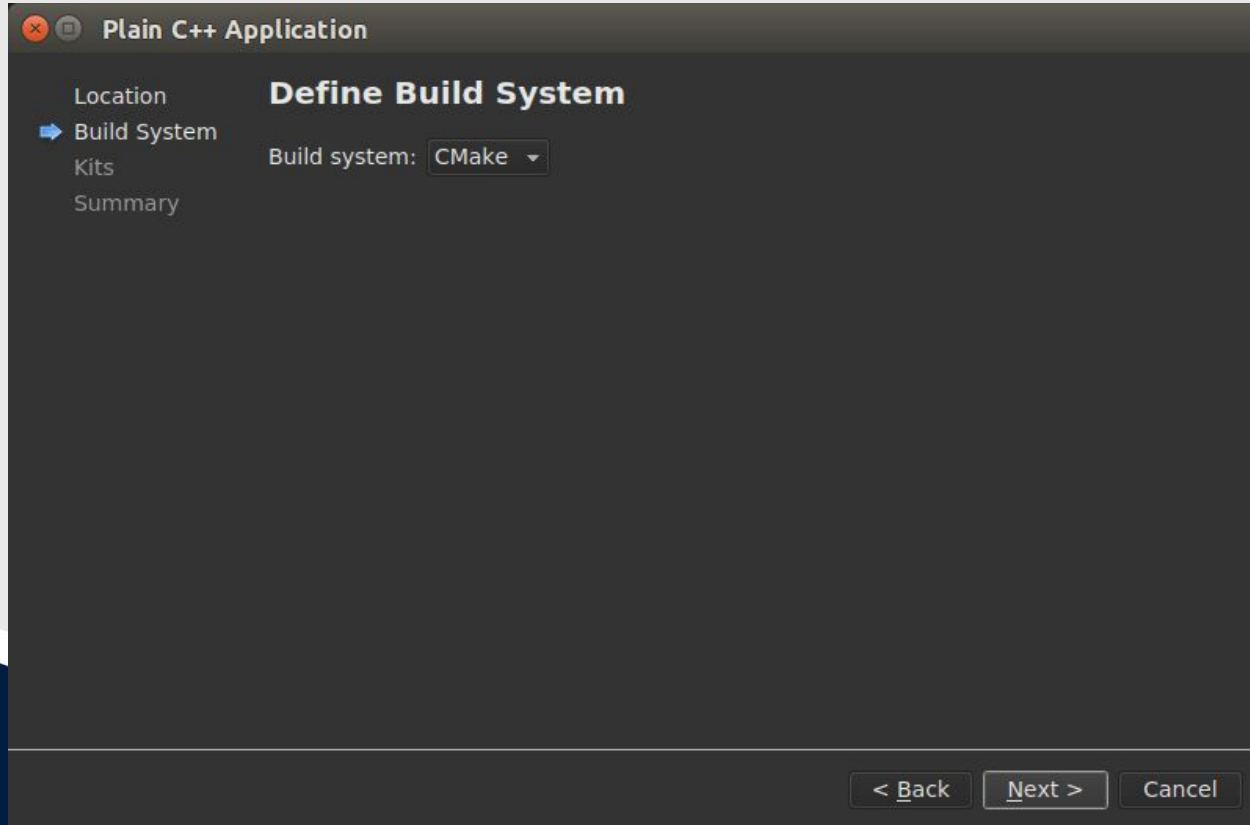 Plain C++ Application
Location
Build System
Kits
Summary
Define Build System
Build system: CMake
< Back
Next >
Cancel